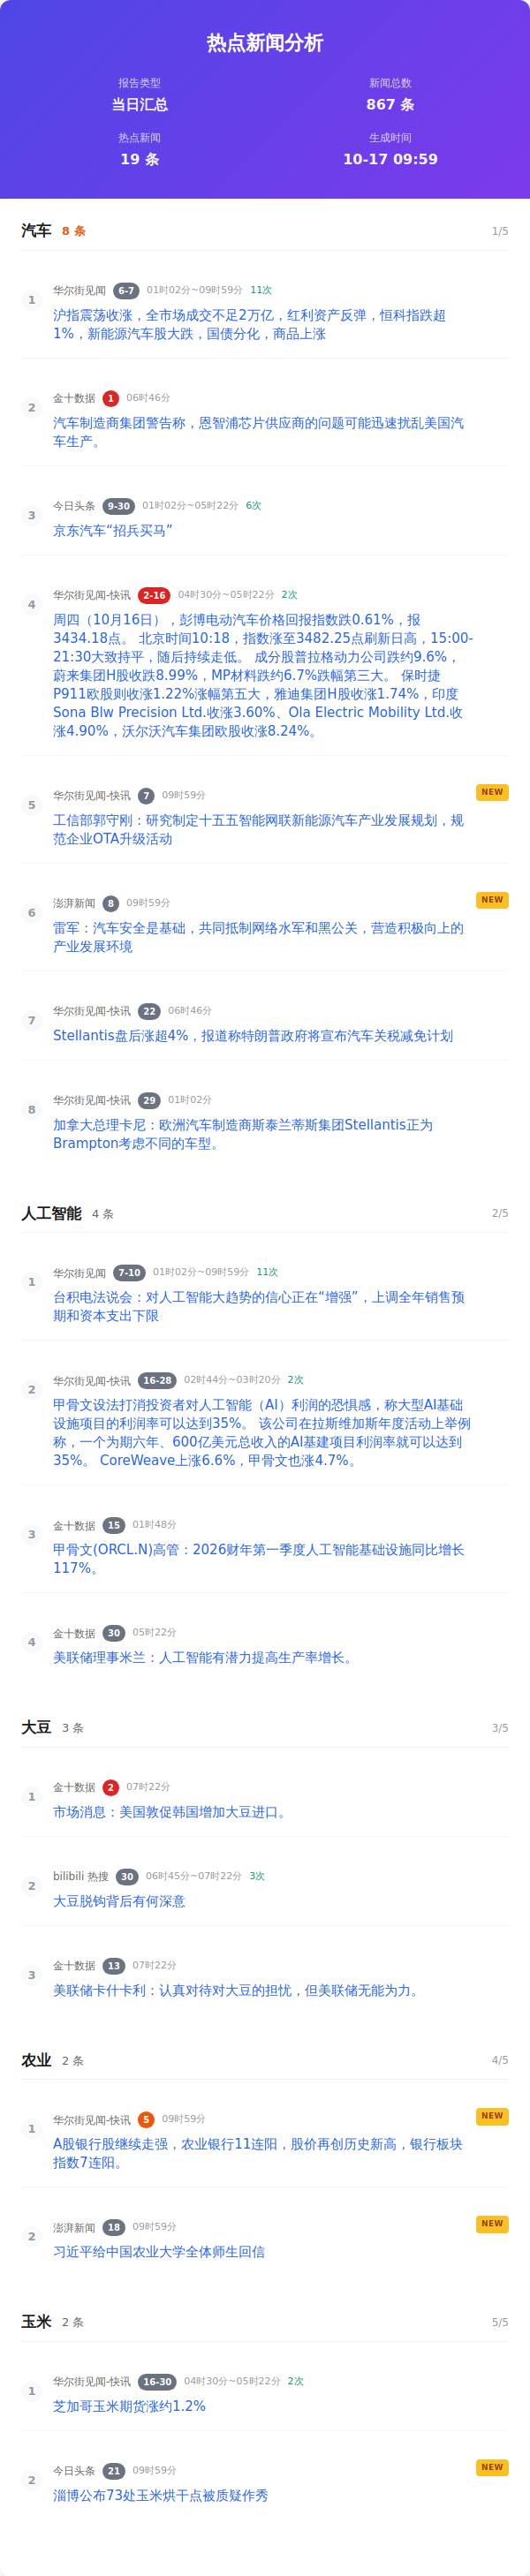 热点新闻分析
报告类型
新闻总数
当日汇总
867 条
热点新闻
生成时间
19 条
10-17 09:59
汽车 8 条 1/5
1 华尔街见闻 6-7 01时02分~09时59分 11次
沪指震荡收涨，全市场成交不足2万亿，红利资产反弹，恒科指跌超
1%，新能源汽车股大跌，国债分化，商品上涨
2 金十数据 1 06时46分
汽车制造商集团警告称，恩智浦芯片供应商的问题可能迅速扰乱美国汽
车生产。
3 今日头条 9-30 01时02分~05时22分 6次
京东汽车“招兵买马”
4 华尔街见闻-快讯 2-16 04时30分~05时22分 2次
周四（10月16日），彭博电动汽车价格回报指数跌0.61%，报
3434.18点。 北京时间10:18，指数涨至3482.25点刷新日高，15:00-
21:30大致持平，随后持续走低。 成分股普拉格动力公司跌约9.6%，
蔚来集团H股收跌8.99%，MP材料跌约6.7%跌幅第三大。 保时捷
P911欧股则收涨1.22%涨幅第五大，雅迪集团H股收涨1.74%，印度
Sona Blw Precision Ltd.收涨3.60%、Ola Electric Mobility Ltd.收
涨4.90%，沃尔沃汽车集团欧股收涨8.24%。
5 华尔街见闻-快讯 7 09时59分 NEW
工信部郭守刚：研究制定十五五智能网联新能源汽车产业发展规划，规
范企业OTA升级活动
6 澎湃新闻 8 09时59分 NEW
雷军：汽车安全是基础，共同抵制网络水军和黑公关，营造积极向上的
产业发展环境
7 华尔街见闻-快讯 22 06时46分
Stellantis盘后涨超4%，报道称特朗普政府将宣布汽车关税减免计划
8 华尔街见闻-快讯 29 01时02分
加拿大总理卡尼：欧洲汽车制造商斯泰兰蒂斯集团Stellantis正为
Brampton考虑不同的车型。
人工智能 4 条 2/5
1 华尔街见闻 7-10 01时02分~09时59分 11次
台积电法说会：对人工智能大趋势的信心正在“增强”，上调全年销售预
期和资本支出下限
2 华尔街见闻-快讯 16-28 02时44分~03时20分 2次
甲骨文设法打消投资者对人工智能（AI）利润的恐惧感，称大型AI基础
设施项目的利润率可以达到35%。 该公司在拉斯维加斯年度活动上举例
称，一个为期六年、600亿美元总收入的AI基建项目利润率就可以达到
35%。 CoreWeave上涨6.6%，甲骨文也涨4.7%。
3 金十数据 15 01时48分
甲骨文(ORCL.N)高管：2026财年第一季度人工智能基础设施同比增长
117%。
4 金十数据 30 05时22分
美联储理事米兰：人工智能有潜力提高生产率增长。
大豆 3 条 3/5
1 金十数据 2 07时22分
市场消息：美国敦促韩国增加大豆进口。
2 bilibili 热搜 30 06时45分~07时22分 3次
大豆脱钩背后有何深意
3 金十数据 13 07时22分
美联储卡什卡利：认真对待对大豆的担忧，但美联储无能为力。
农业 2 条 4/5
1 华尔街见闻-快讯 5 09时59分 NEW
A股银行股继续走强，农业银行11连阳，股价再创历史新高，银行板块
指数7连阳。
2 澎湃新闻 18 09时59分 NEW
习近平给中国农业大学全体师生回信
玉米 2 条 5/5
1 华尔街见闻-快讯 16-30 04时30分~05时22分 2次
芝加哥玉米期货涨约1.2%
2 今日头条 21 09时59分 NEW
淄博公布73处玉米烘干点被质疑作秀